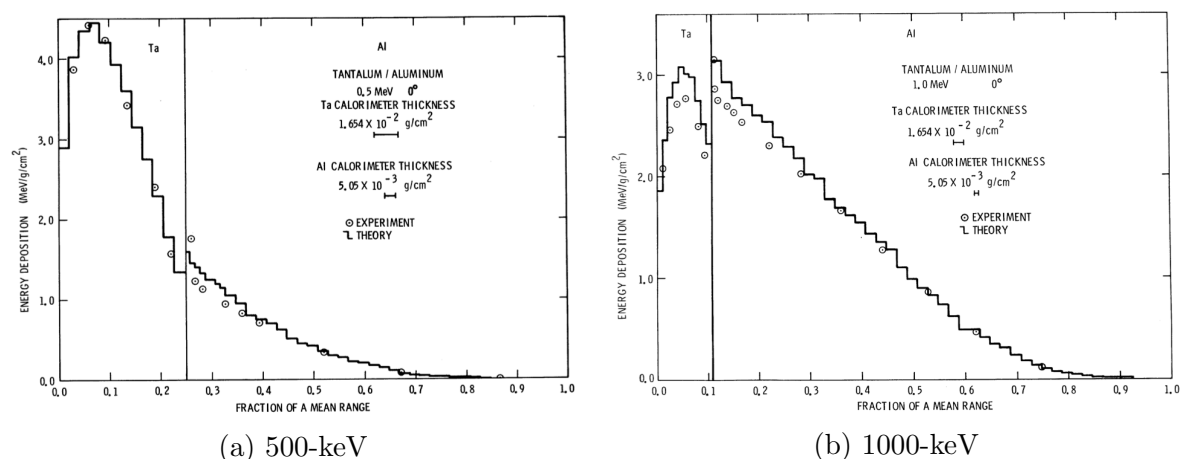 Ta
Al
TANTALUM / ALUMINUM
0.5 MeV 0°
Ta CALORIMETER THICKNESS
1.654 X 10⁻² g/cm²
Al CALORIMETER THICKNESS
5.05 X 10⁻³ g/cm²
⊙ EXPERIMENT
THEORY
ENERGY DEPOSITION (MeV/g/cm²)
4.0
3.0
2.0
1.0
0.0
0.0 0.1 0.2 0.3 0.4 0.5 0.6 0.7 0.8 0.9 1.0
FRACTION OF A MEAN RANGE
(a) 500-keV
Ta
Al
TANTALUM / ALUMINUM
1.0 MeV 0°
Ta CALORIMETER THICKNESS
1.654 X 10⁻² g/cm²
Al CALORIMETER THICKNESS
5.05 X 10⁻³ g/cm²
⊙ EXPERIMENT
THEORY
ENERGY DEPOSITION (MeV/g/cm²)
3.0
2.0
1.0
0.0
0.0 0.1 0.2 0.3 0.4 0.5 0.6 0.7 0.8 0.9 1.0
FRACTION OF A MEAN RANGE
(b) 1000-keV